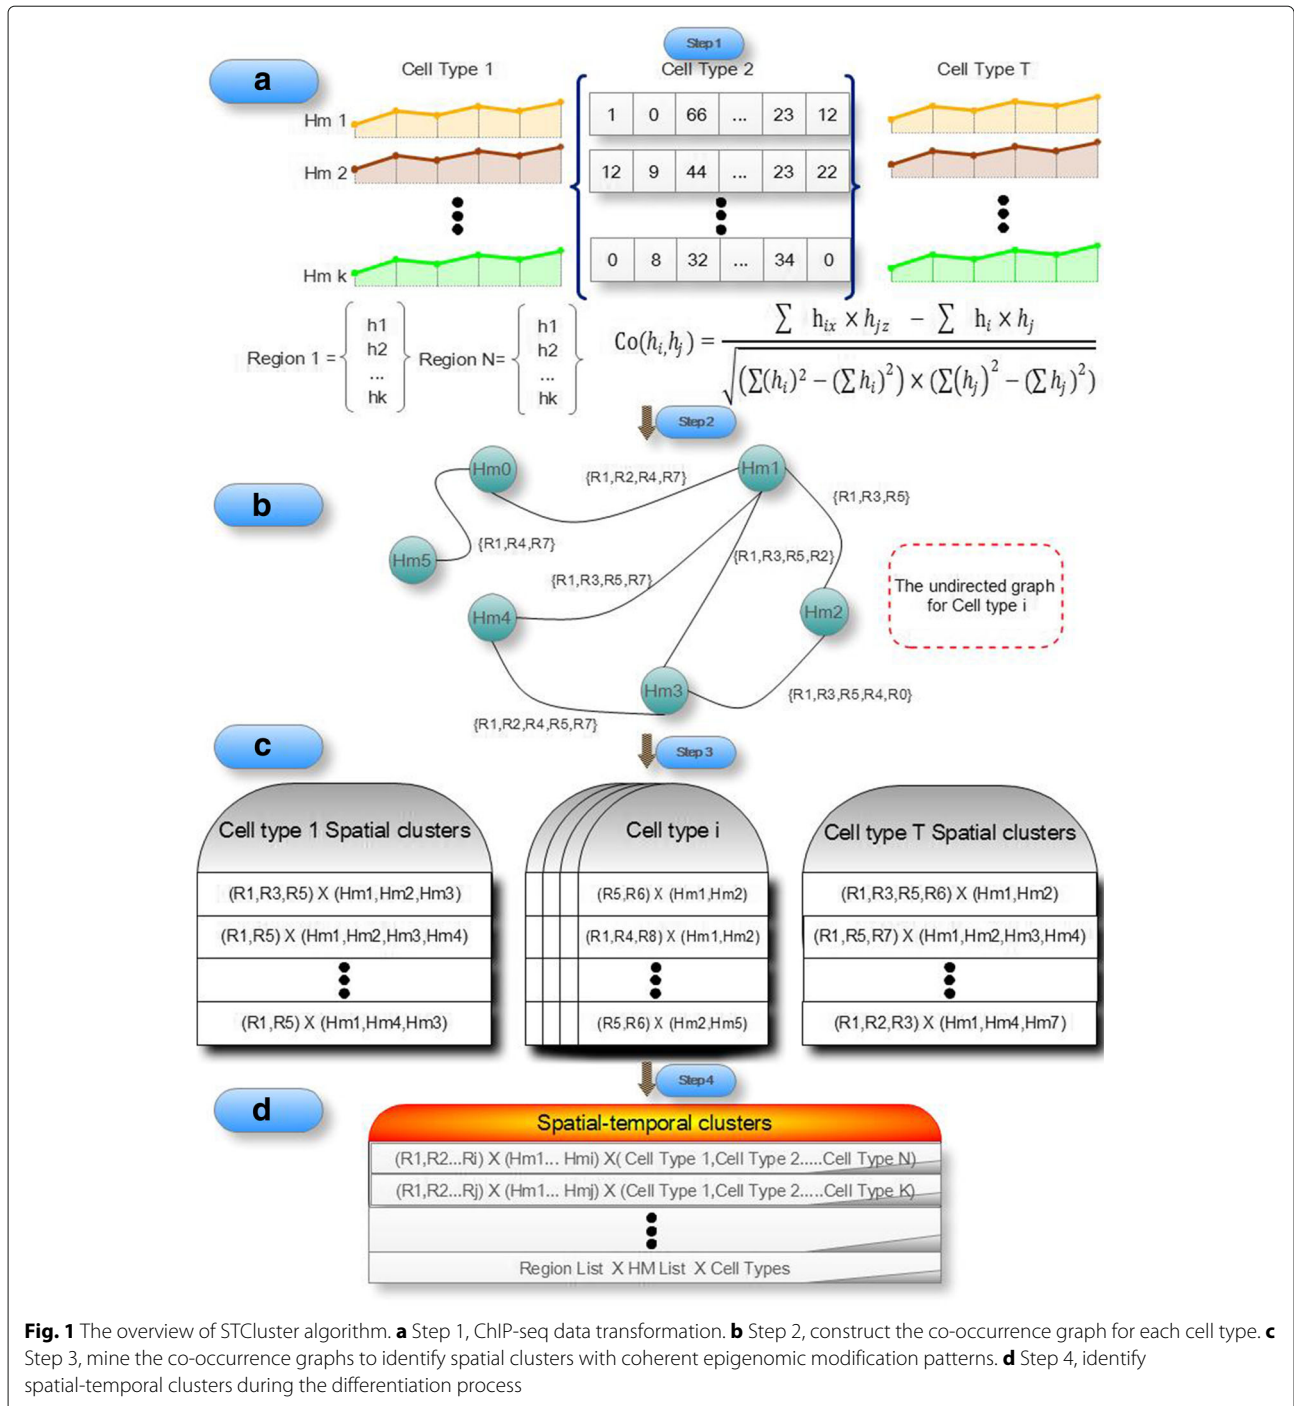 Step 1
a
Cell Type 1
Cell Type 2
Cell Type T
Hm 1
1 0 66 ... 23 12
Hm 2
12 9 44 ... 23 22
Hm k
0 8 32 ... 34 0
Region 1 = { h1 h2 ... hk }
Region N= { h1 h2 ... hk }
Co(h_i,h_j) = (∑ h_ix × h_jz − ∑ h_i × h_j) / √((∑(h_i)² − (∑ h_i)²) × (∑(h_j)² − (∑ h_j)²))
Step 2
b
Hm0
{R1,R2,R4,R7}
Hm1
{R1,R3,R5}
{R1,R4,R7}
Hm5
{R1,R3,R5,R2}
{R1,R3,R5,R7}
The undirected graph
for Cell type i
Hm4
Hm2
Hm3
{R1,R3,R5,R4,R0}
{R1,R2,R4,R5,R7}
Step 3
c
Cell type 1 Spatial clusters
(R1,R3,R5) X (Hm1,Hm2,Hm3)
(R1,R5) X (Hm1,Hm2,Hm3,Hm4)
(R1,R5) X (Hm1,Hm4,Hm3)
Cell type i
(R5,R6) X (Hm1,Hm2)
(R1,R4,R8) X (Hm1,Hm2)
(R5,R6) X (Hm2,Hm5)
Cell type T Spatial clusters
(R1,R3,R5,R6) X (Hm1,Hm2)
(R1,R5,R7) X (Hm1,Hm2,Hm3,Hm4)
(R1,R2,R3) X (Hm1,Hm4,Hm7)
Step 4
d
Spatial-temporal clusters
(R1,R2...Ri) X (Hm1... Hmi) X( Cell Type 1,Cell Type 2.....Cell Type N)
(R1,R2...Rj) X (Hm1... Hmj) X (Cell Type 1,Cell Type 2.....Cell Type K)
Region List X HM List X Cell Types
Fig. 1 The overview of STCluster algorithm. a Step 1, ChIP-seq data transformation. b Step 2, construct the co-occurrence graph for each cell type. c
Step 3, mine the co-occurrence graphs to identify spatial clusters with coherent epigenomic modification patterns. d Step 4, identify
spatial-temporal clusters during the differentiation process